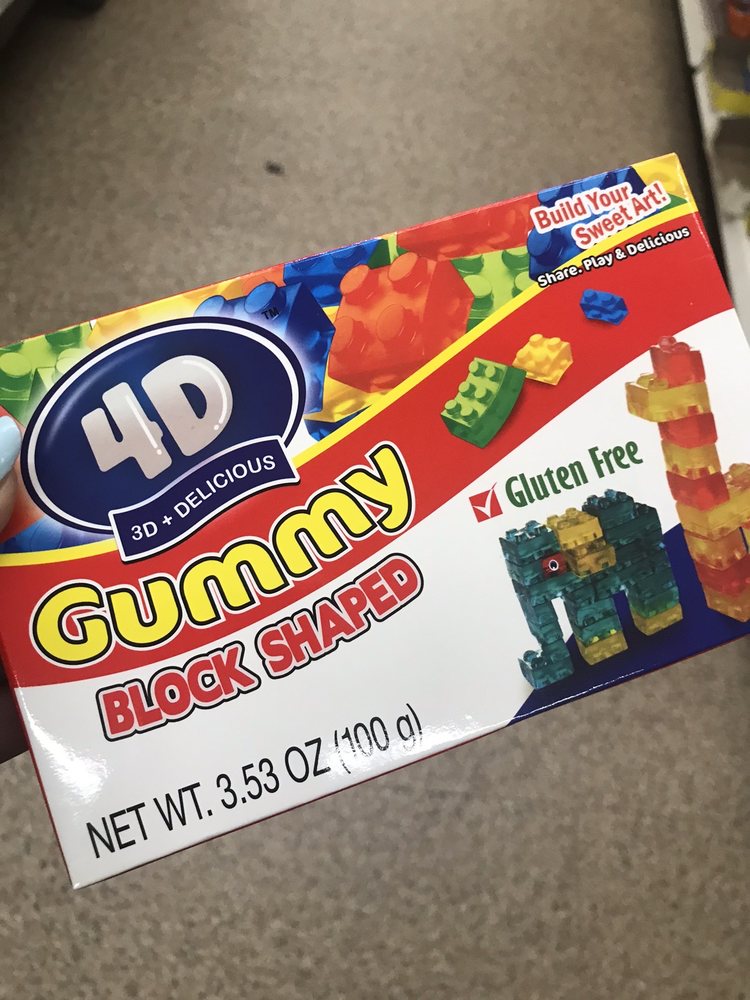 Build Your
Sweet Art!
Share, Play & Delicious
4D
TM
3D + DELICIOUS
Gummy
BLOCK SHAPED
Gluten Free
NET WT. 3.53 OZ (100 g)